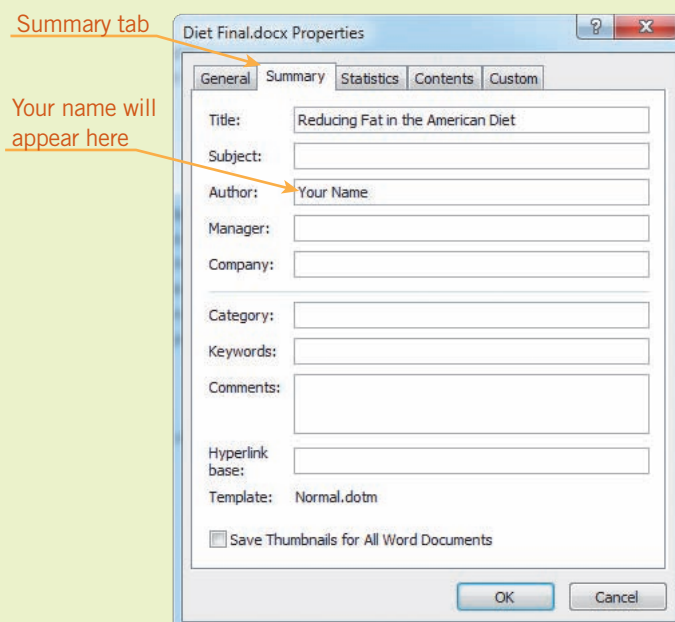 Summary tab
Diet Final.docx Properties
?
X
General Summary Statistics Contents Custom
Your name will
appear here
Title: Reducing Fat in the American Diet
Subject:
Author: Your Name
Manager:
Company:
Category:
Keywords:
Comments:
Hyperlink
base:
Template: Normal.dotm
Save Thumbnails for All Word Documents
OK Cancel